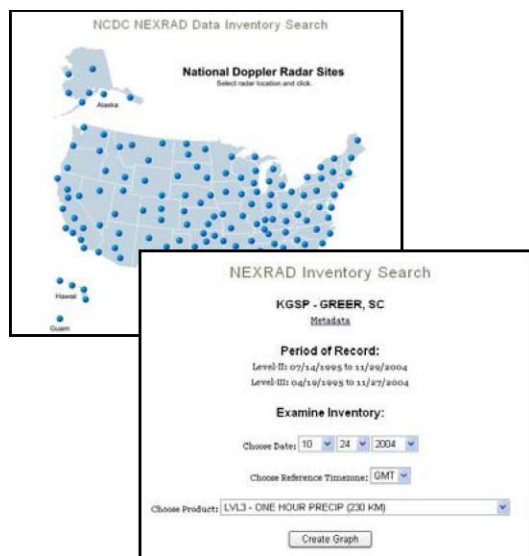 NCDC NEXRAD Data Inventory Search
National Doppler Radar Sites
Select radar location and click.
Alaska
Hawaii
Guam
NEXRAD Inventory Search
KGSP - GREER, SC
Metadata
Period of Record:
Level-II: 07/14/1995 to 11/29/2004
Level-III: 04/19/1995 to 11/27/2004
Examine Inventory:
Choose Date: 10 24 2004
Choose Reference Timezone: GMT
Choose Product: LVL3 - ONE HOUR PRECIP (230 KM)
Create Graph